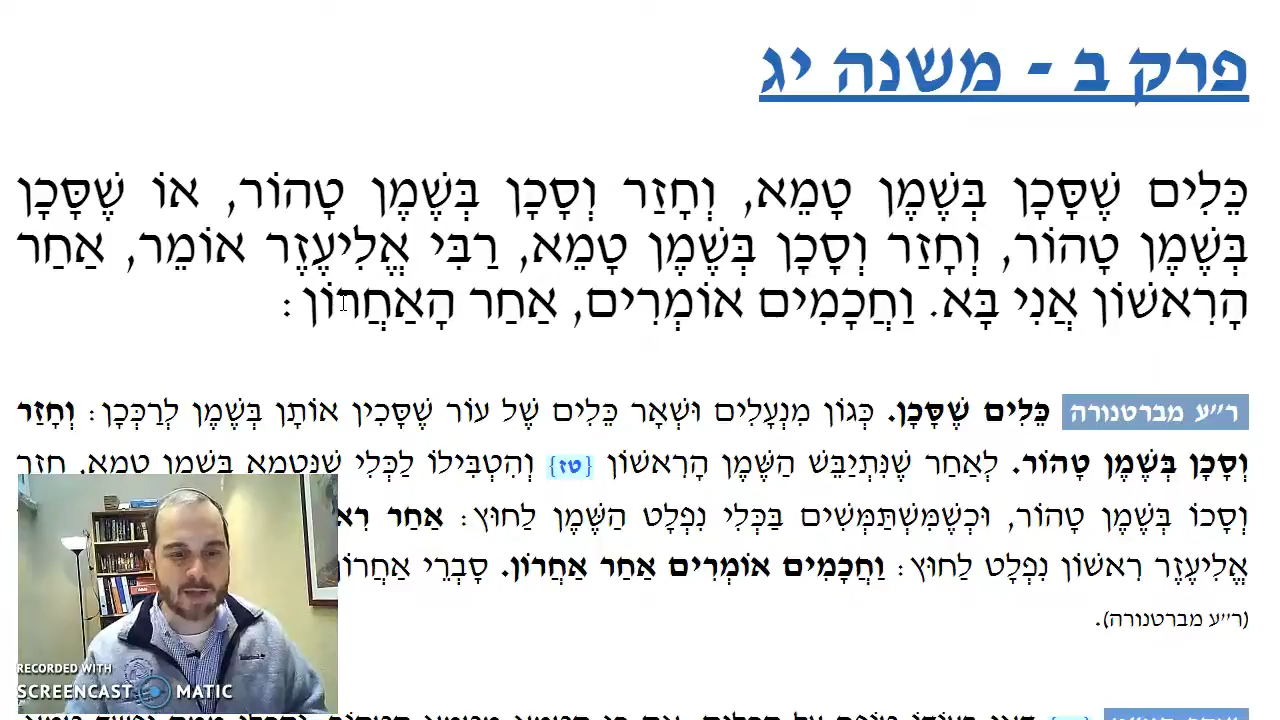 פרק ב - משנה יג
כֵּלִים שֶׁסָּכָן בְּשֶׁמֶן טָמֵא, וְחָזַר וְסָכָן בְּשֶׁמֶן טָהוֹר, אוֹ שֶׁסָּכָן
בְּשֶׁמֶן טָהוֹר, וְחָזַר וְסָכָן בְּשֶׁמֶן טָמֵא, רַבִּי אֱלִיעֶזֶר אוֹמֵר, אַחַר
הָרִאשׁוֹן אֲנִי בָּא. וַחֲכָמִים אוֹמְרִים, אַחַר הָאַחֲרוֹן:
ר״ע מברטנורה כֵּלִים שֶׁסָּכָן. כְּגוֹן מִנְעָלִים וּשְׁאָר כֵּלִים שֶׁל עוֹר שֶׁסָּכִין אוֹתָן בְּשֶׁמֶן לְרַכְּכָן: וְחָזַר
וְסָכָן בְּשֶׁמֶן טָהוֹר. לְאַחַר שֶׁנִּתְיַבֵּשׁ הַשֶּׁמֶן הָרִאשׁוֹן {טז} וְהִטְבִּילוֹ לַכְּלִי שֶׁנִּטְמָא בְּשֶׁמֶן טָמֵא, חָזַר
וְסָכוֹ בְּשֶׁמֶן טָהוֹר, וּכְשֶׁמִּשְׁתַּמְּשִׁים בַּכְּלִי נִפְלָט הַשֶּׁמֶן לַחוּץ: אַחַר
אֱלִיעֶזֶר רִאשׁוֹן נִפְלָט לַחוּץ: וַחֲכָמִים אוֹמְרִים אַחַר אַחֲרוֹן. סָבְרֵי אַחֲרוֹן
(ר״ע מברטנורה).
RECORDED WITH
SCREENCAST MATIC